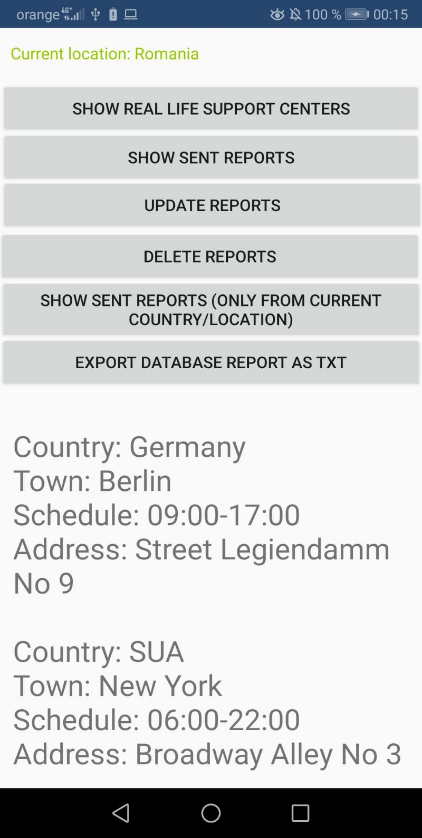 orange 4G+ 100 % 00:15
Current location: Romania
SHOW REAL LIFE SUPPORT CENTERS
SHOW SENT REPORTS
UPDATE REPORTS
DELETE REPORTS
SHOW SENT REPORTS (ONLY FROM CURRENT
COUNTRY/LOCATION)
EXPORT DATABASE REPORT AS TXT
Country: Germany
Town: Berlin
Schedule: 09:00-17:00
Address: Street Legiendamm
No 9
Country: SUA
Town: New York
Schedule: 06:00-22:00
Address: Broadway Alley No 3